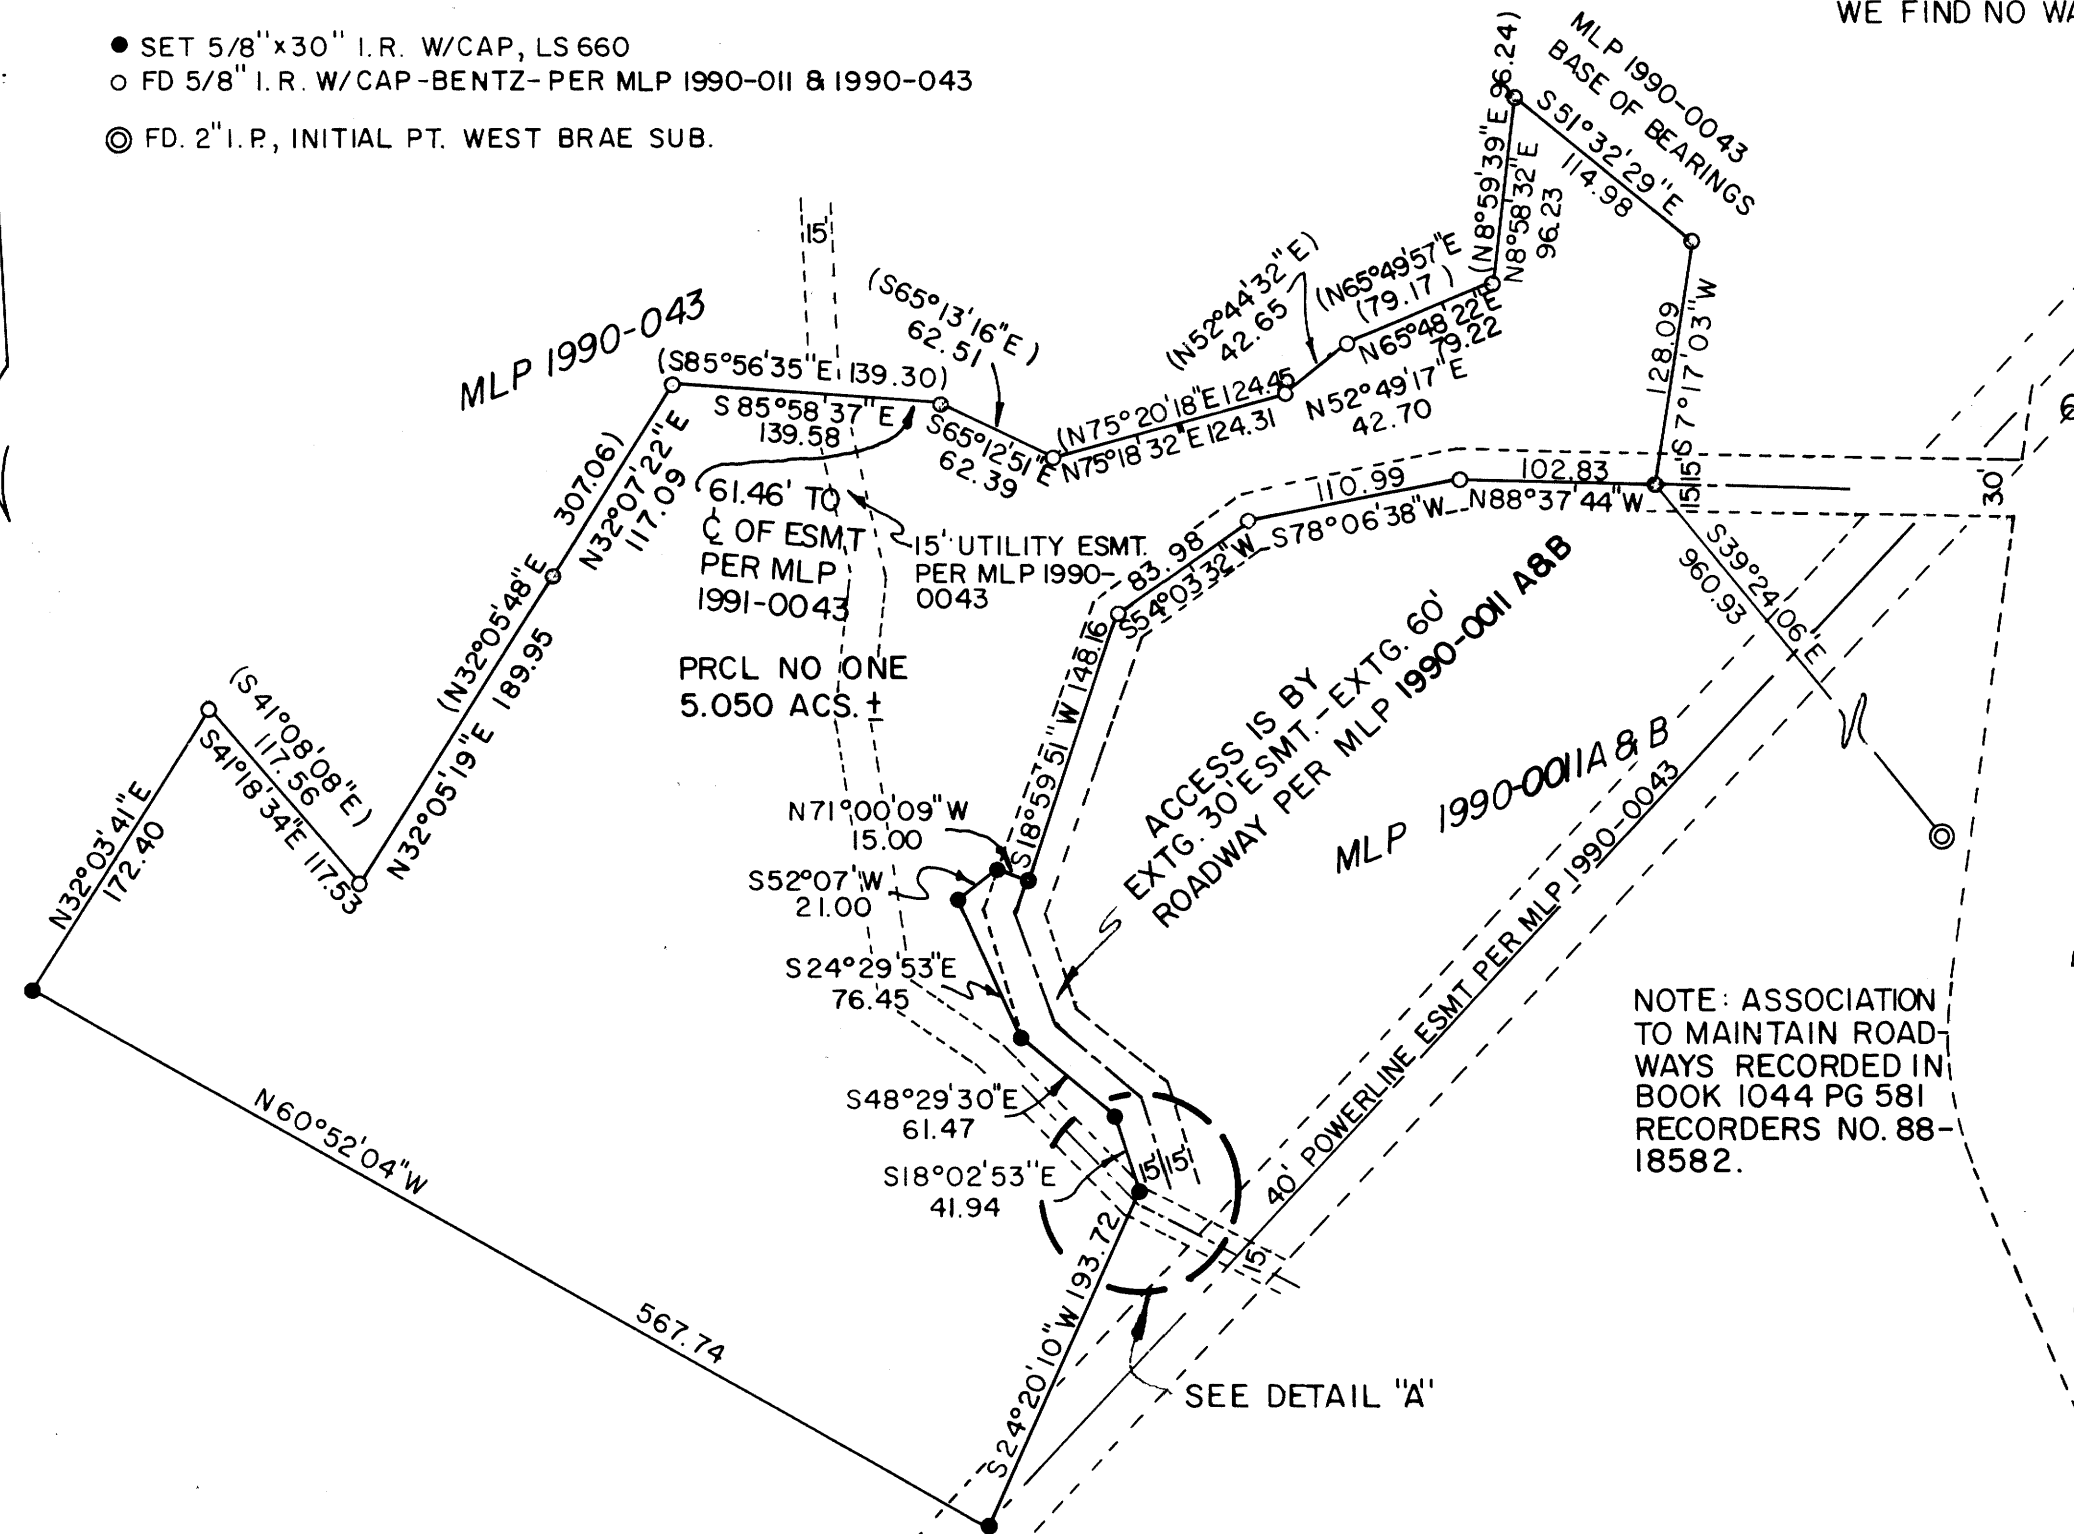 WE FIND NO WA
● SET 5/8"x30" I.R. W/CAP, LS 660
○ FD 5/8" I.R. W/CAP-BENTZ-PER MLP 1990-011 & 1990-043
◎ FD. 2" I.P., INITIAL PT. WEST BRAE SUB.
MLP 1990-0043
BASE OF BEARINGS
S51°32'29"E
114.98
(N8°59'39"E 96.24)
N8°58'32"E
96.23
(N65°49'57"E
(79.17)
N65°48'22"E
79.22
(N52°44'32"E)
42.65
N52°49'17"E
42.70
(N75°20'18"E 124.45
N75°18'32"E 124.31
(S65°13'16"E)
62.51
S65°12'51"E
62.39
15'
MLP 1990-043
(S85°56'35"E 139.30)
S85°58'37"E
139.58
61.46' TO
℄ OF ESMT
PER MLP
1991-0043
15' UTILITY ESMT.
PER MLP 1990-
0043
307.06)
(N32°05'48"E
N32°07'22"E
117.09
N32°05'19"E 189.95
(S41°08'08"E)
117.56
S41°18'34"E 117.53
N32°03'41"E
172.40
PRCL NO ONE
5.050 ACS. ±
128.09
S 7°17'03"W
15' 15'
102.83
N88°37'44"W
110.99
S78°06'38"W
83.98
S54°03'32"W
S18°59'51"W 148.16
30'
6
S39°24'06"E
960.93
N71°00'09"W
15.00
S52°07'W
21.00
S24°29'53"E
76.45
S48°29'30"E
61.47
S18°02'53"E
41.94
15' 15'
ACCESS IS BY
EXTG. 30' ESMT.-EXTG. 60'
ROADWAY PER MLP 1990-0011 A&B
MLP 1990-0011A & B
40' POWERLINE ESMT PER MLP 1990-0043
NOTE: ASSOCIATION
TO MAINTAIN ROAD-
WAYS RECORDED IN
BOOK 1044 PG 581
RECORDERS NO. 88-
18582.
N60°52'04"W
567.74
S24°20'10"W 193.72
15'
SEE DETAIL "A"